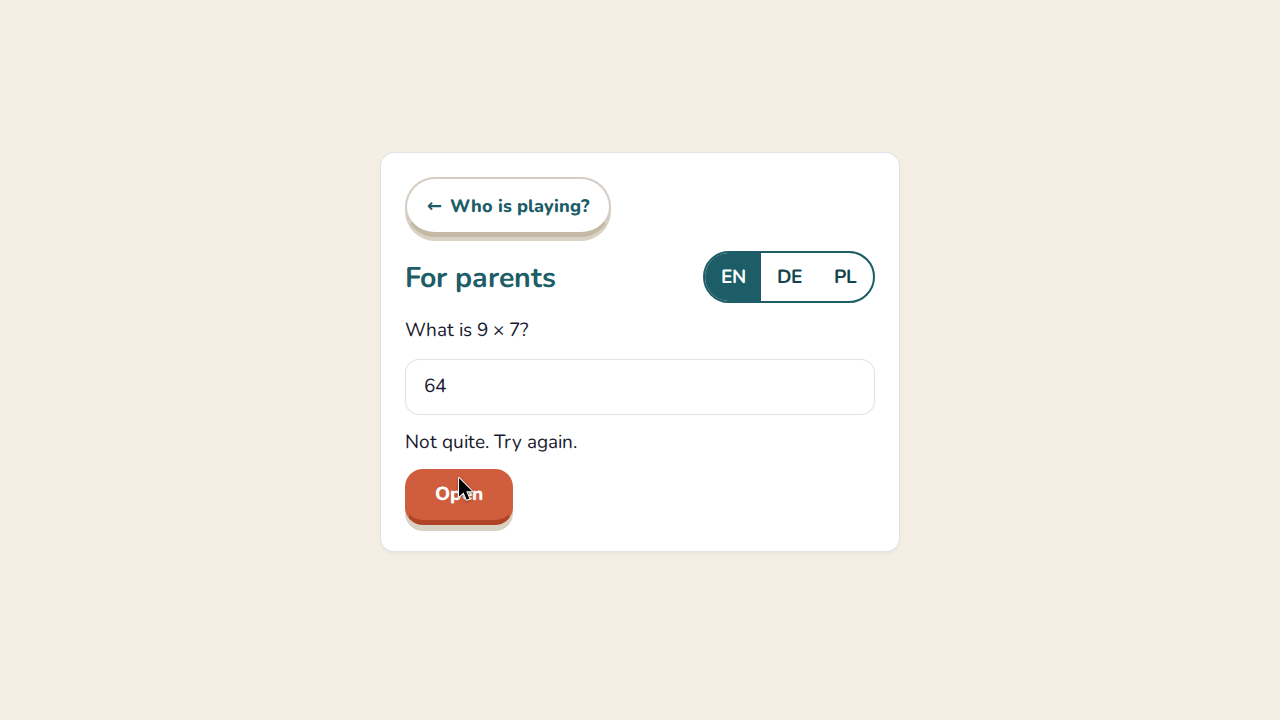 ← Who is playing?
For parents
EN DE PL
What is 9 × 7?
64
Not quite. Try again.
Open